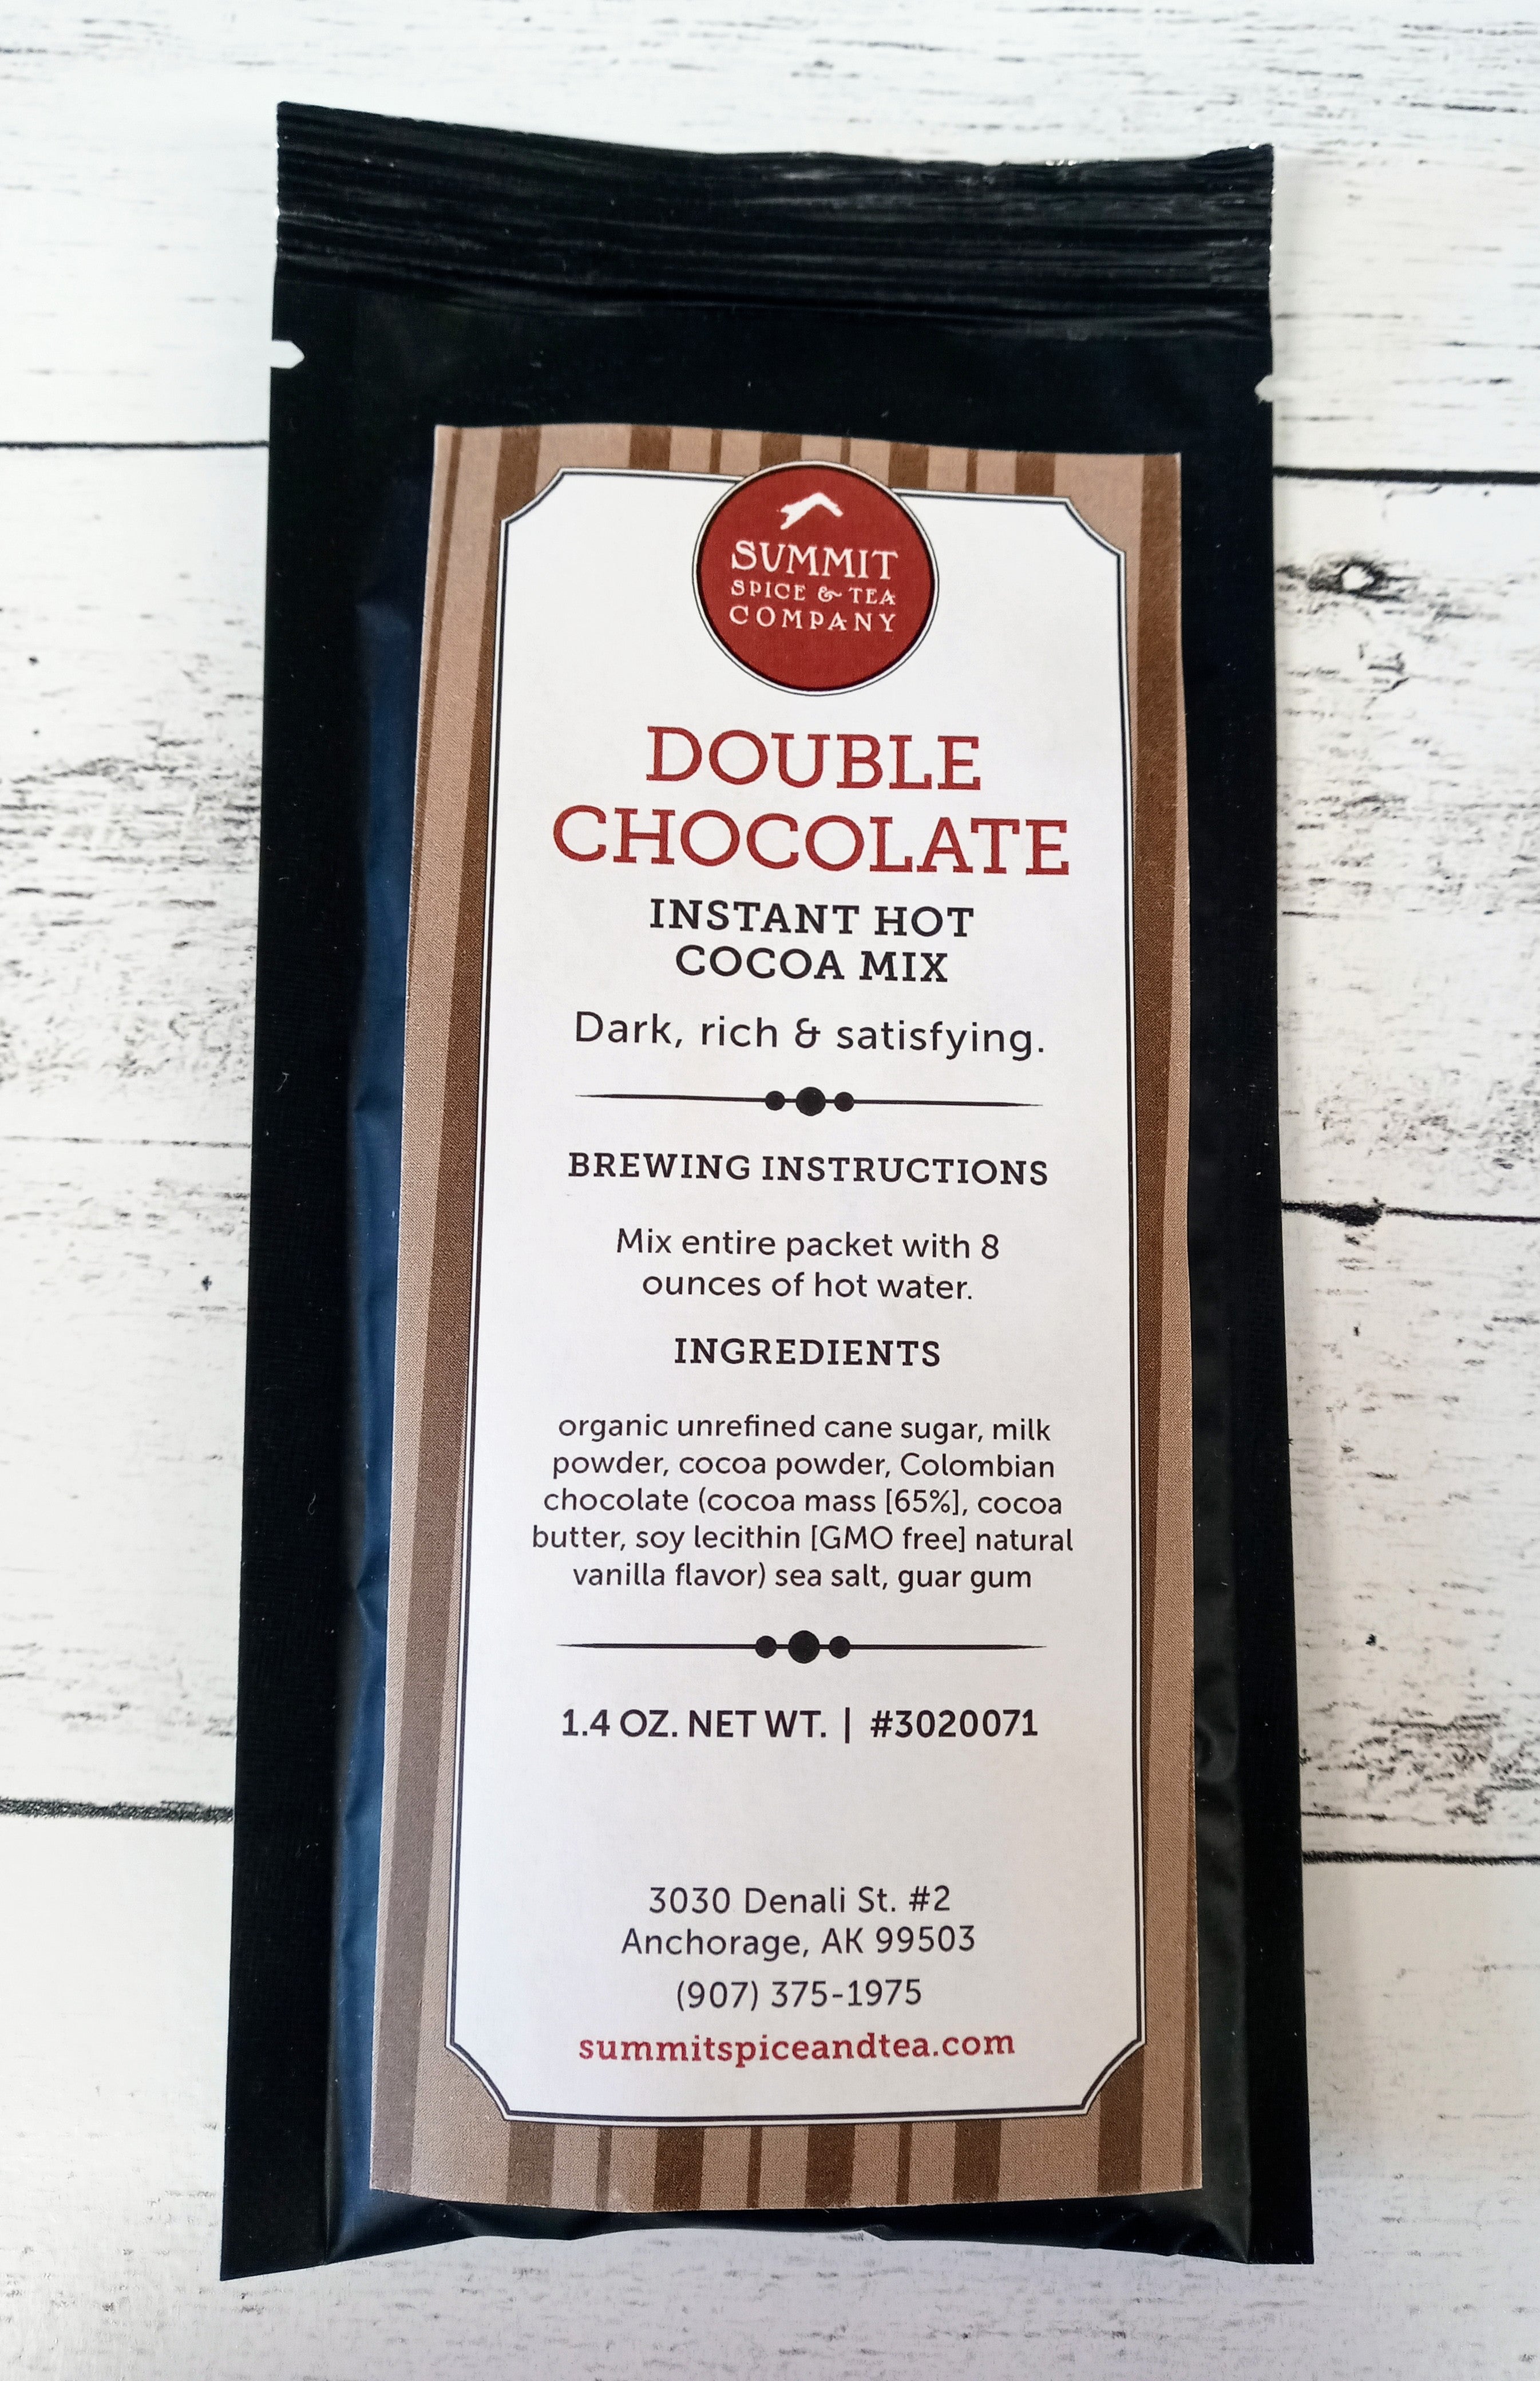 SUMMIT
SPICE & TEA
COMPANY
DOUBLE
CHOCOLATE
INSTANT HOT
COCOA MIX
Dark, rich & satisfying.
BREWING INSTRUCTIONS
Mix entire packet with 8
ounces of hot water.
INGREDIENTS
organic unrefined cane sugar, milk
powder, cocoa powder, Colombian
chocolate (cocoa mass [65%], cocoa
butter, soy lecithin [GMO free] natural
vanilla flavor) sea salt, guar gum
1.4 OZ. NET WT. | #3020071
3030 Denali St. #2
Anchorage, AK 99503
(907) 375-1975
summitspiceandtea.com